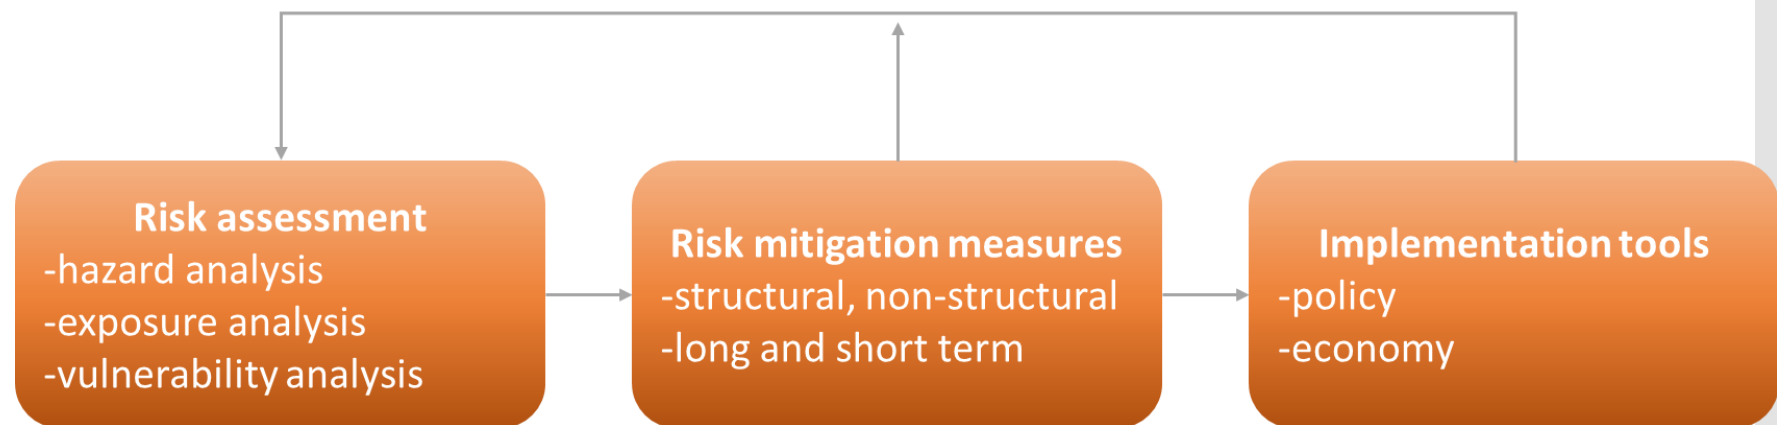 Risk assessment
-hazard analysis
-exposure analysis
-vulnerability analysis
Risk mitigation measures
-structural, non-structural
-long and short term
Implementation tools
-policy
-economy